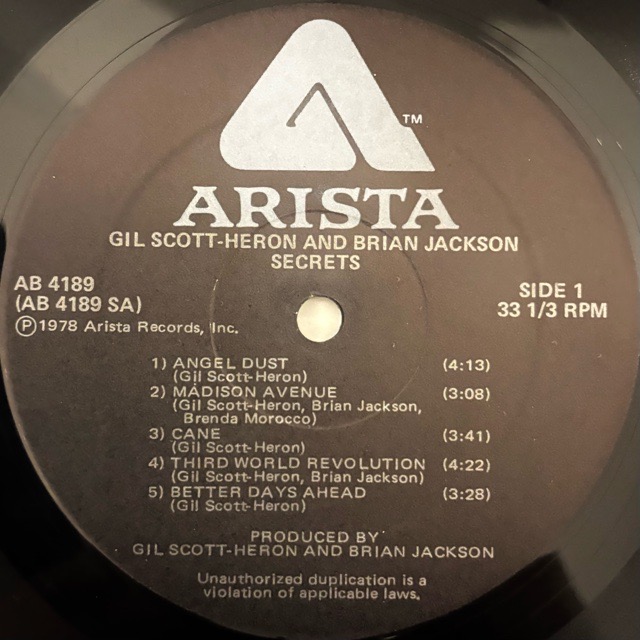 TM
ARISTA
GIL SCOTT-HERON AND BRIAN JACKSON
SECRETS
AB 4189
(AB 4189 SA)
Ⓟ1978 Arista Records, Inc.
SIDE 1
33 1/3 RPM
1) ANGEL DUST (4:13)
(Gil Scott-Heron)
2) MADISON AVENUE (3:08)
(Gil Scott-Heron, Brian Jackson,
Brenda Morocco)
3) CANE (3:41)
(Gil Scott-Heron)
4) THIRD WORLD REVOLUTION (4:22)
(Gil Scott-Heron, Brian Jackson)
5) BETTER DAYS AHEAD (3:28)
(Gil Scott-Heron)
PRODUCED BY
GIL SCOTT-HERON AND BRIAN JACKSON
Unauthorized duplication is a
violation of applicable laws.